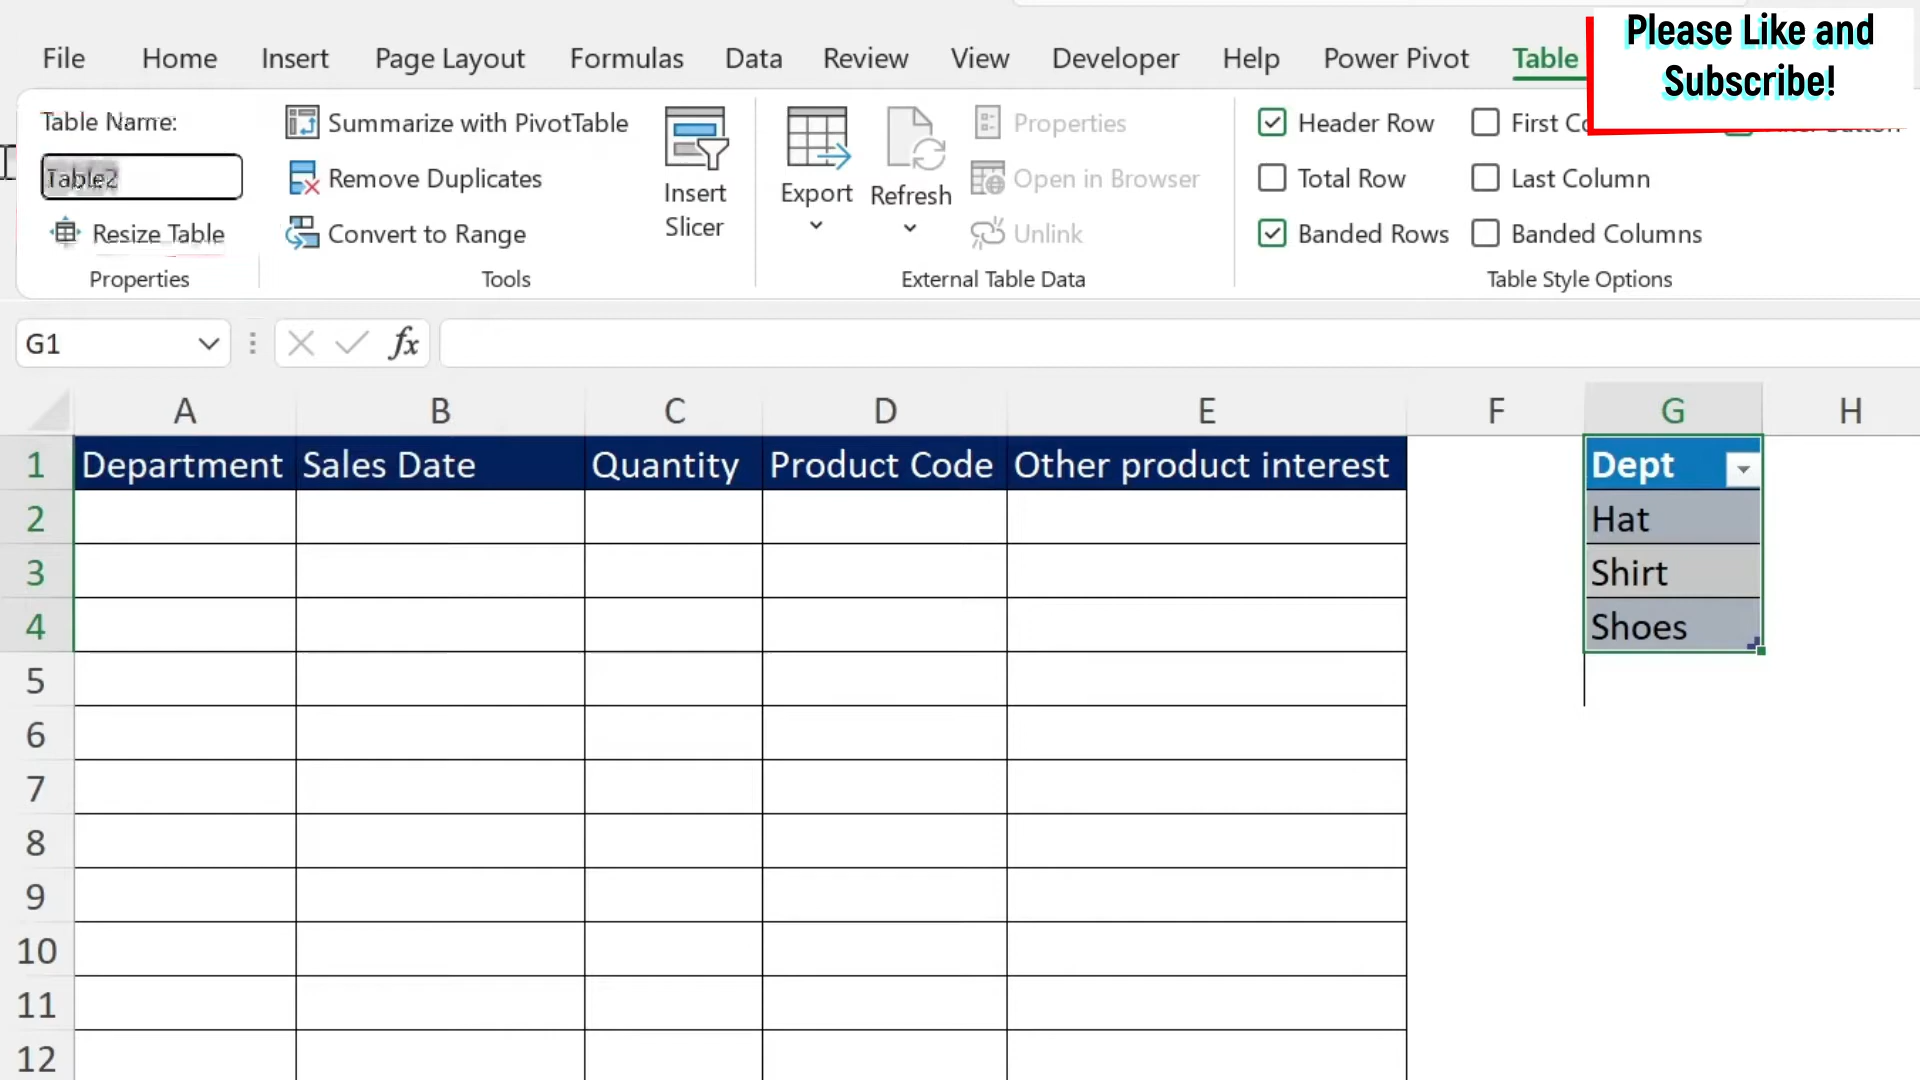 Please Like and
Subscribe!
File Home Insert Page Layout Formulas Data Review View Developer Help Power Pivot Table
Table Name:
Table2
Resize Table
Properties
Summarize with PivotTable
Remove Duplicates
Convert to Range
Tools
Insert
Slicer
Export
Refresh
Properties
Open in Browser
Unlink
External Table Data
Header Row
Total Row
Banded Rows
First Co
Last Column
Banded Columns
Table Style Options
G1
fx
A B C D E F G H
1 Department Sales Date Quantity Product Code Other product interest Dept
2 Hat
3 Shirt
4 Shoes
5
6
7
8
9
10
11
12